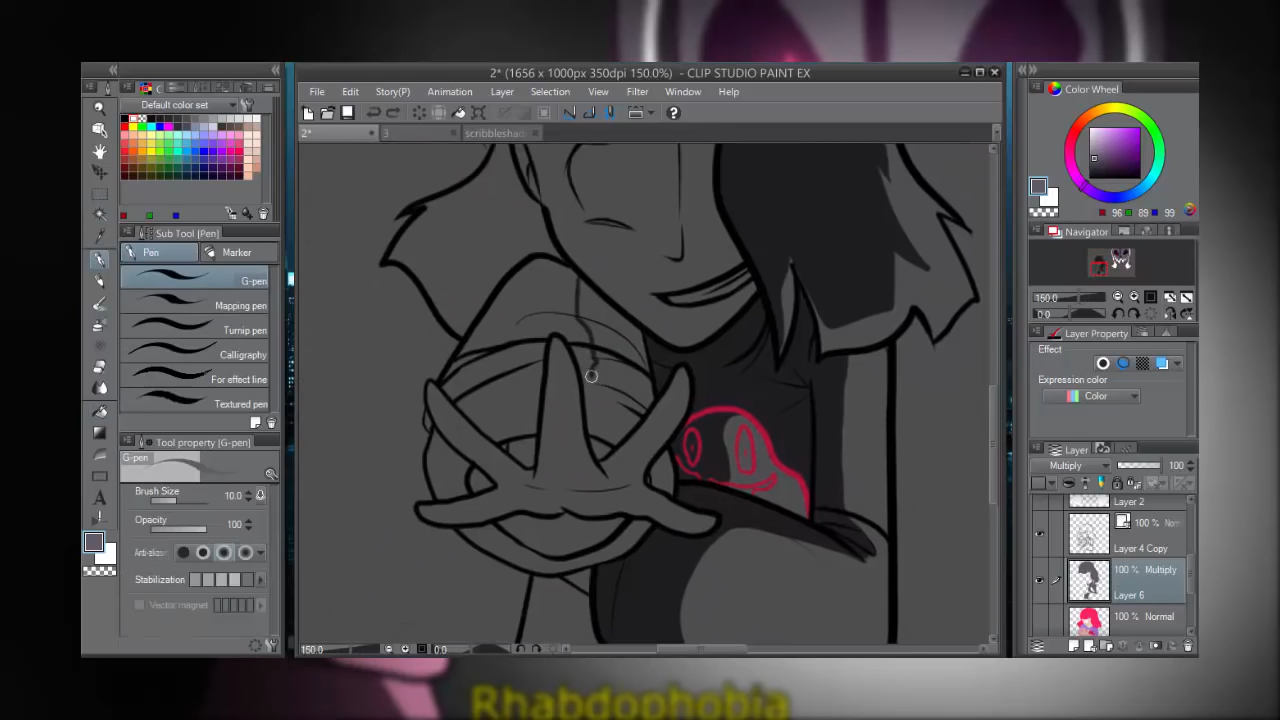 2* (1656 x 1000px 350dpi 150.0%) - CLIP STUDIO PAINT EX
File Edit Story(P) Animation Layer Selection View Filter Window Help
2* 3 scribbleshad
Default color set
Sub Tool [Pen]
Pen Marker
G-pen
Mapping pen
Turnip pen
Calligraphy
For effect line
Textured pen
Tool property [G-pen]
G-pen
Brush Size 10.0
Opacity 100
Anti-alias
Stabilization
Vector magnet
150.0 0.0
Color Wheel
96 89 99
Navigator
150.0
0.0
Layer Property
Effect
Expression color
Color
Layer
Multiply 100
Layer 2
100 %
Layer 4 Copy
100 % Multiply
Layer 6
100 % Normal
Rhabdophobia